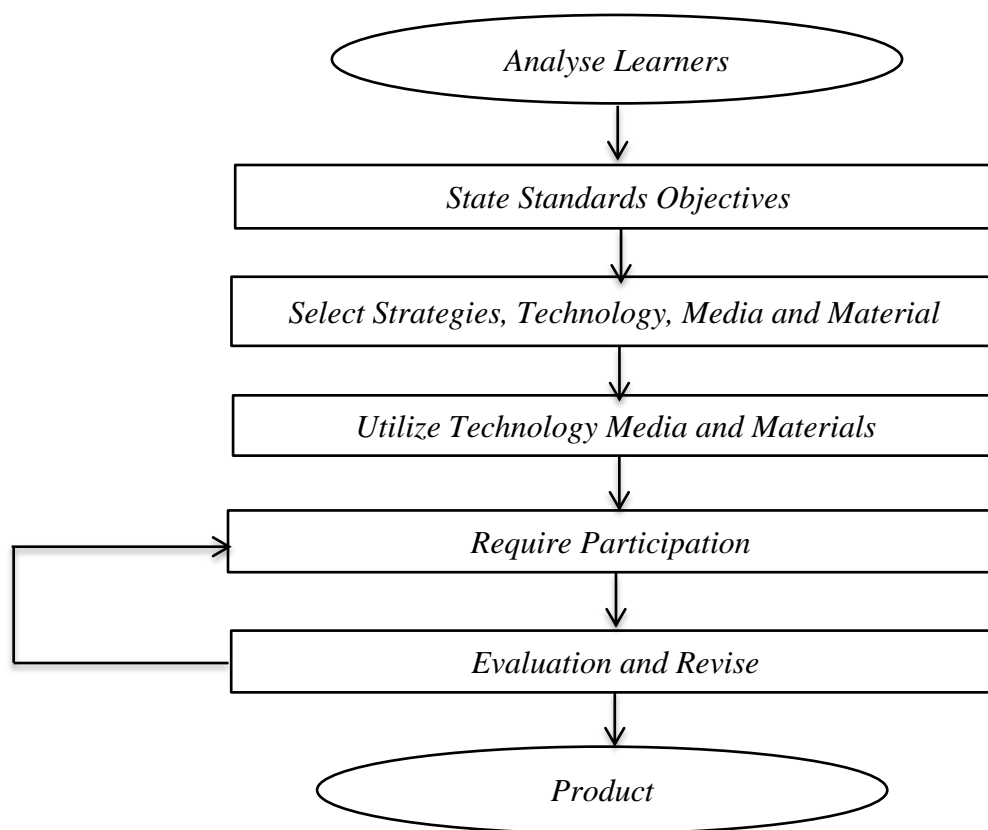 Analyse Learners
State Standards Objectives
Select Strategies, Technology, Media and Material
Utilize Technology Media and Materials
Require Participation
Evaluation and Revise
Product